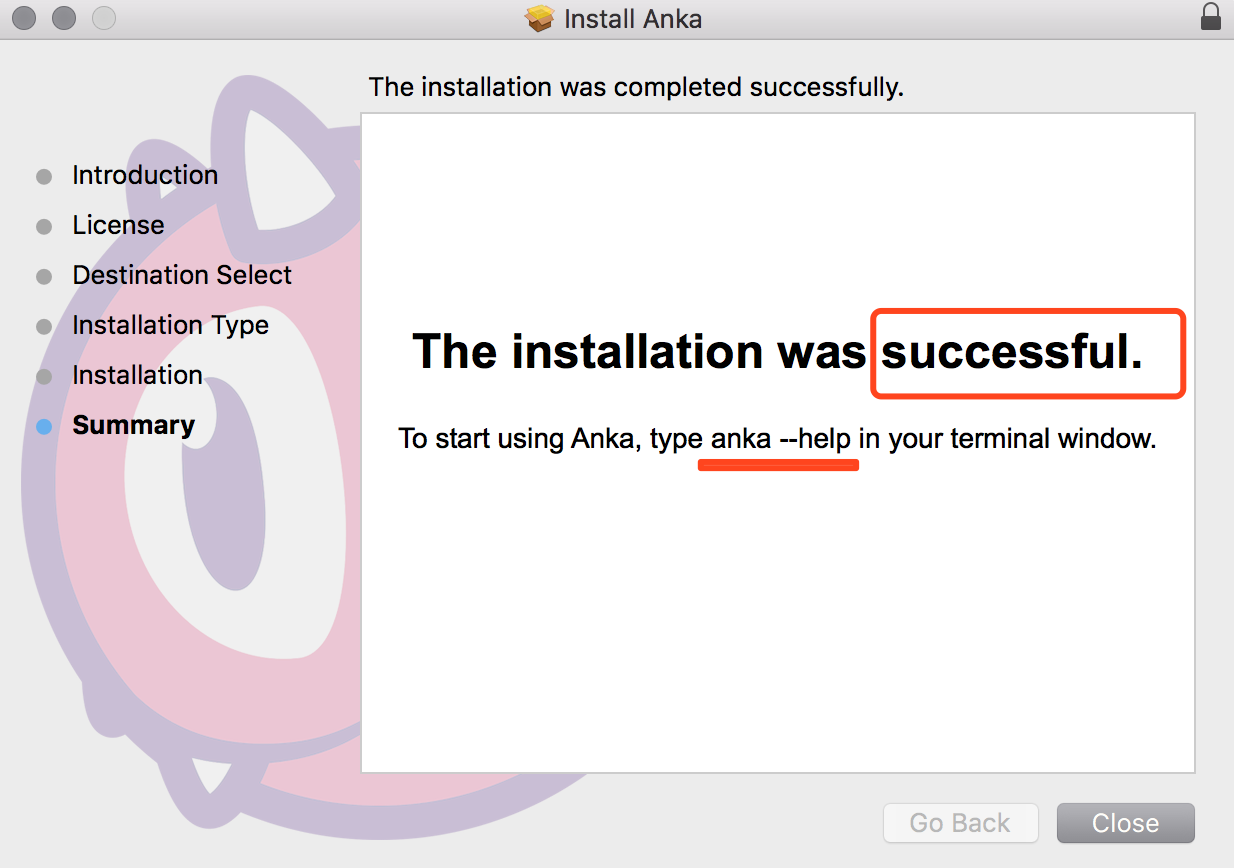 Install Anka
The installation was completed successfully.
Introduction
License
Destination Select
Installation Type
Installation
Summary
The installation was successful.
To start using Anka, type anka --help in your terminal window.
Go Back
Close